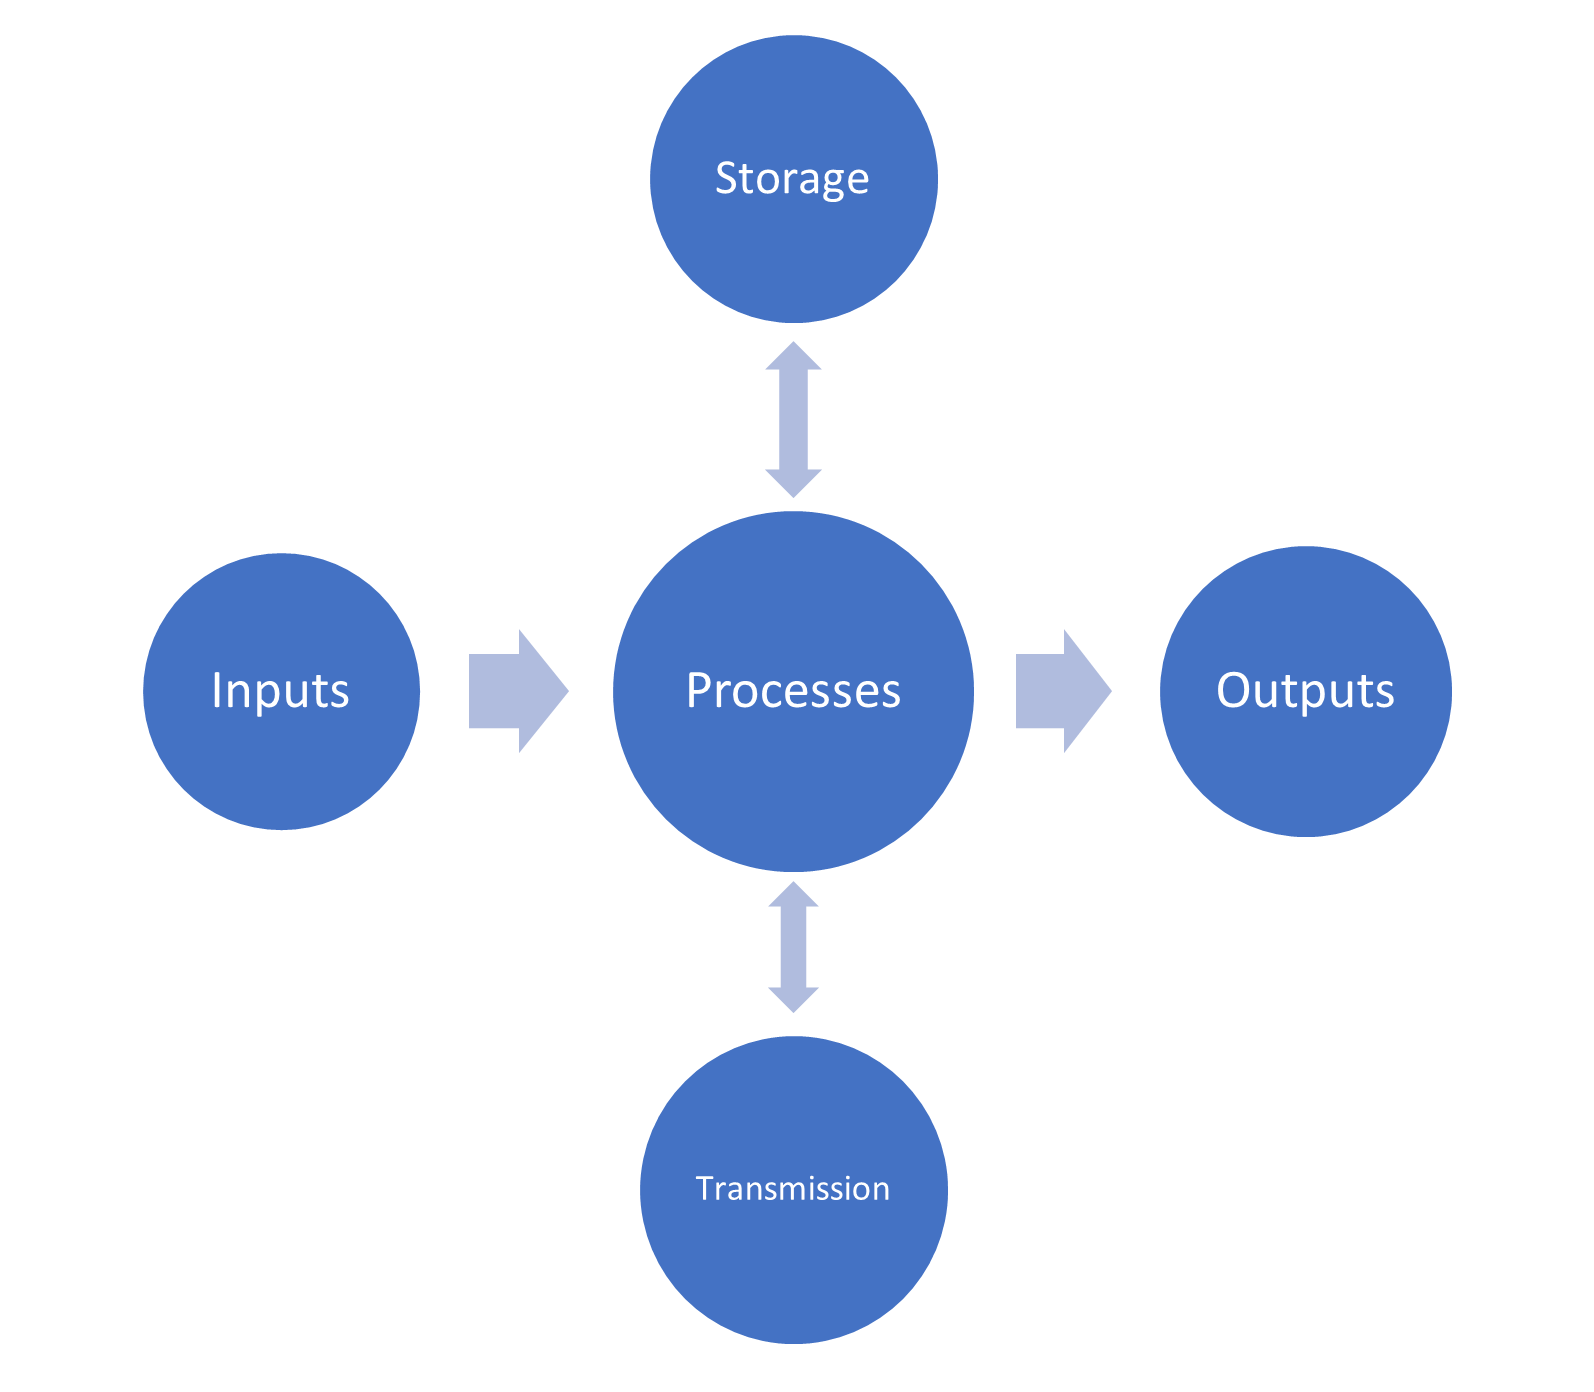 Storage
Inputs
Processes
Outputs
Transmission